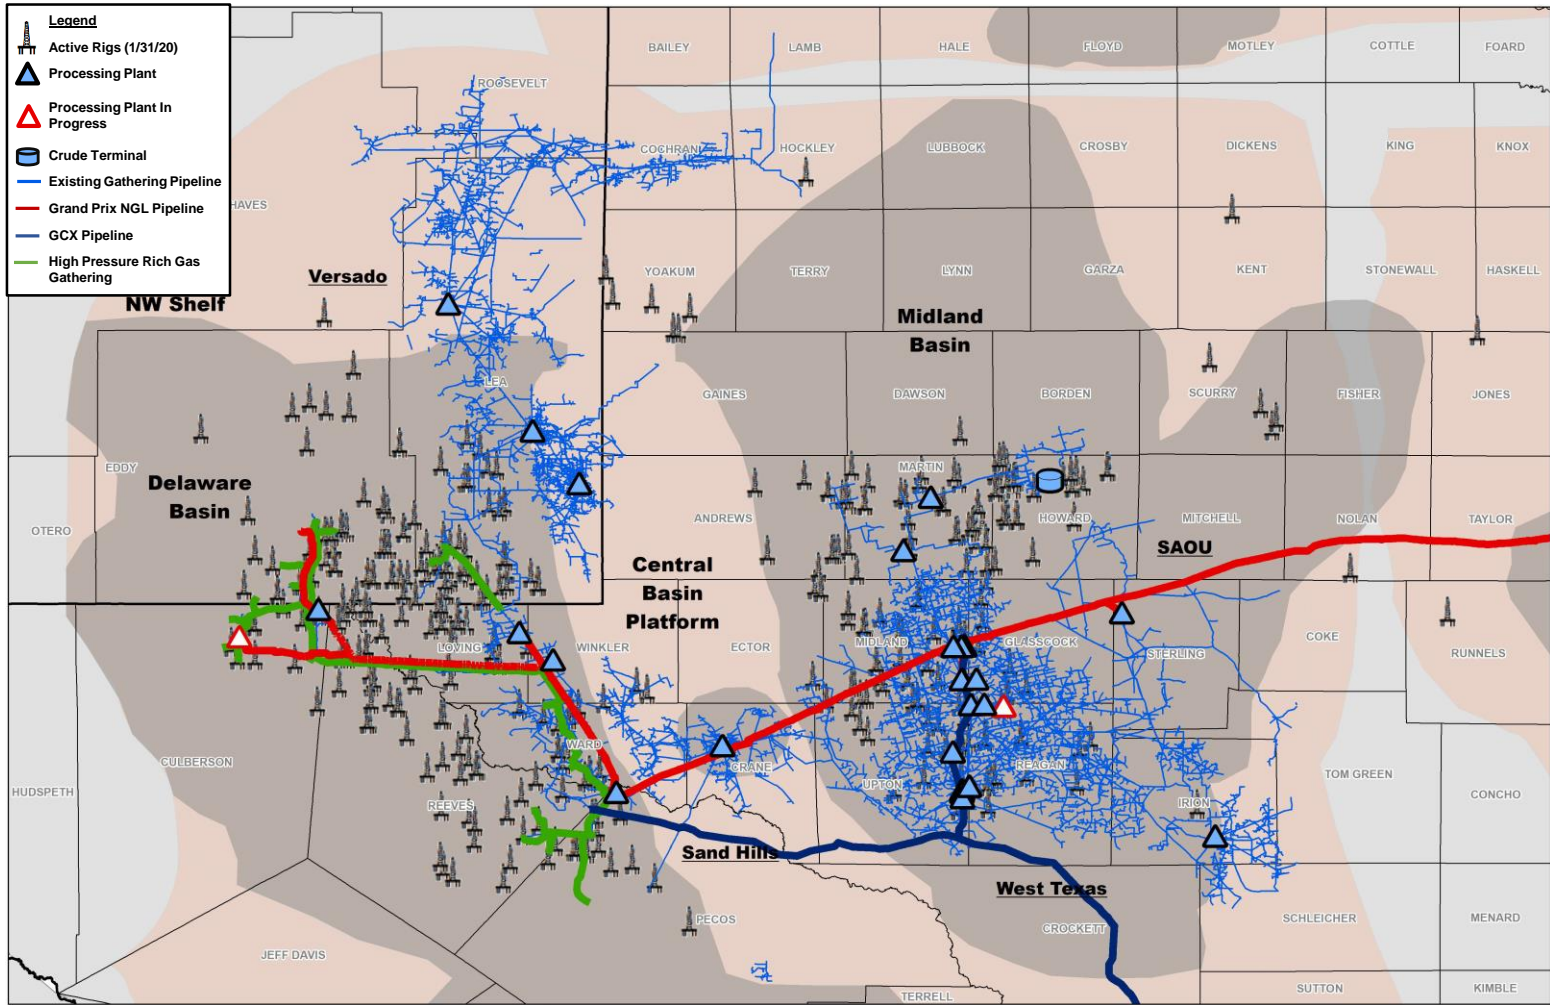 Legend
Active Rigs (1/31/20)
Processing Plant
Processing Plant In
Progress
Crude Terminal
Existing Gathering Pipeline
Grand Prix NGL Pipeline
GCX Pipeline
High Pressure Rich Gas
Gathering
BAILEY
LAMB
HALE
FLOYD
MOTLEY
COTTLE
FOARD
ROOSEVELT
COCHRAN
HOCKLEY
LUBBOCK
CROSBY
DICKENS
KING
KNOX
HAVES
Versado
NW Shelf
YOAKUM
TERRY
LYNN
GARZA
KENT
STONEWALL
HASKELL
Midland
Basin
LEA
GAINES
DAWSON
BORDEN
SCURRY
FISHER
JONES
EDDY
Delaware
Basin
OTERO
MARTIN
ANDREWS
HOWARD
MITCHELL
NOLAN
TAYLOR
SAOU
Central
Basin
Platform
LOVING
WINKLER
ECTOR
MIDLAND
GLASSCOCK
STERLING
COKE
RUNNELS
WARD
CRANE
UPTON
REAGAN
CULBERSON
HUDSPETH
REEVES
IRION
TOM GREEN
CONCHO
Sand Hills
West Texas
PECOS
CROCKETT
SCHLEICHER
MENARD
JEFF DAVIS
TERRELL
SUTTON
KIMBLE